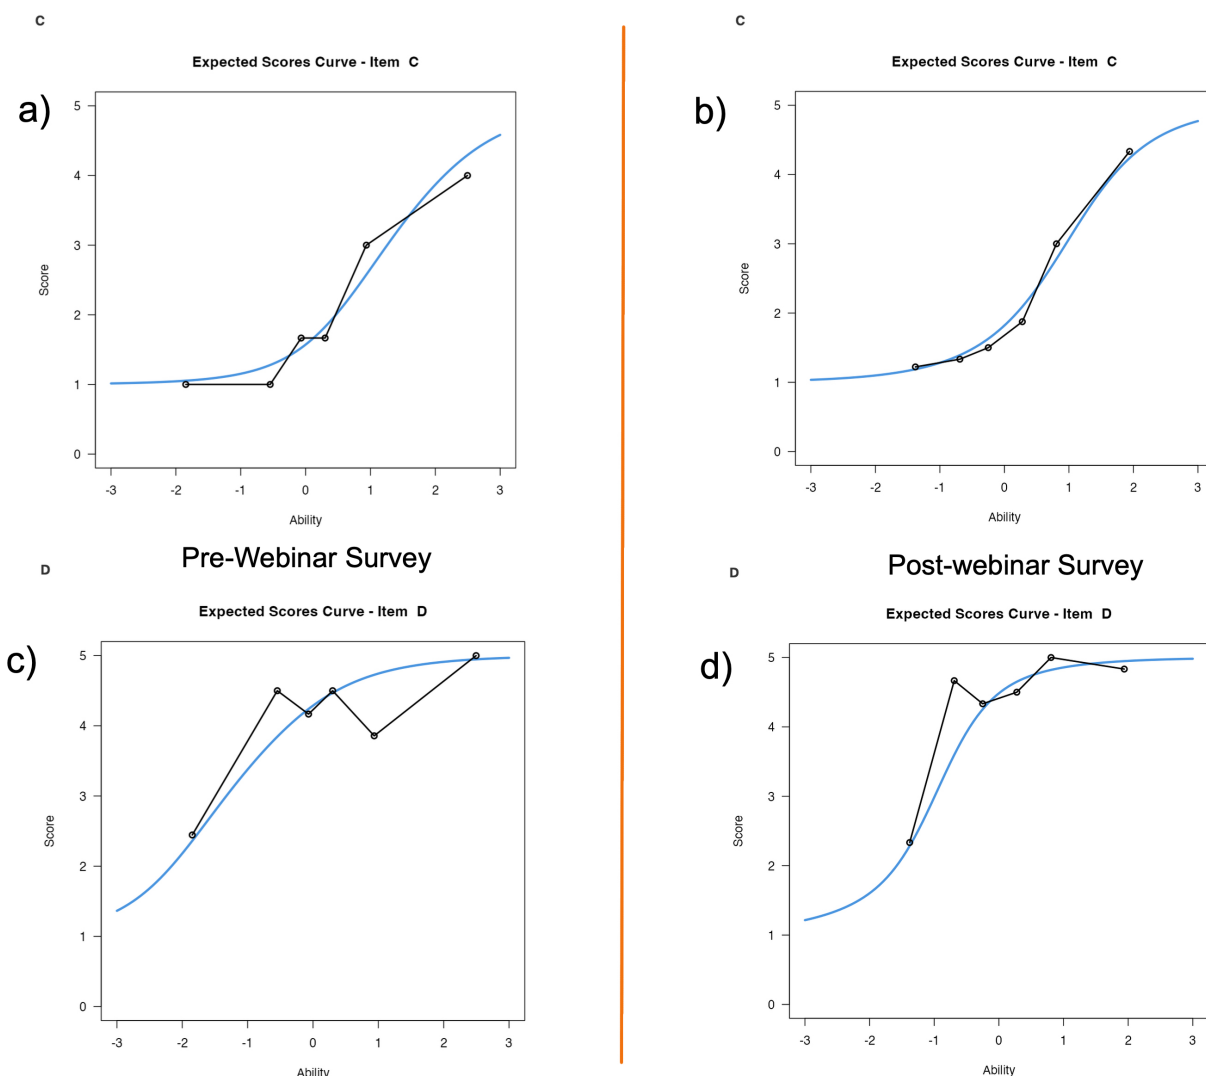 C
Expected Scores Curve - Item C
a)
5
4
3
2
1
0
Score
-3 -2 -1 0 1 2 3
Ability
C
Expected Scores Curve - Item C
b)
5
4
3
2
1
0
Score
-3 -2 -1 0 1 2 3
Ability
Pre-Webinar Survey
D
Expected Scores Curve - Item D
c)
5
4
3
2
1
0
Score
-3 -2 -1 0 1 2 3
Ability
Post-webinar Survey
D
Expected Scores Curve - Item D
d)
5
4
3
2
1
0
Score
-3 -2 -1 0 1 2 3
Ability